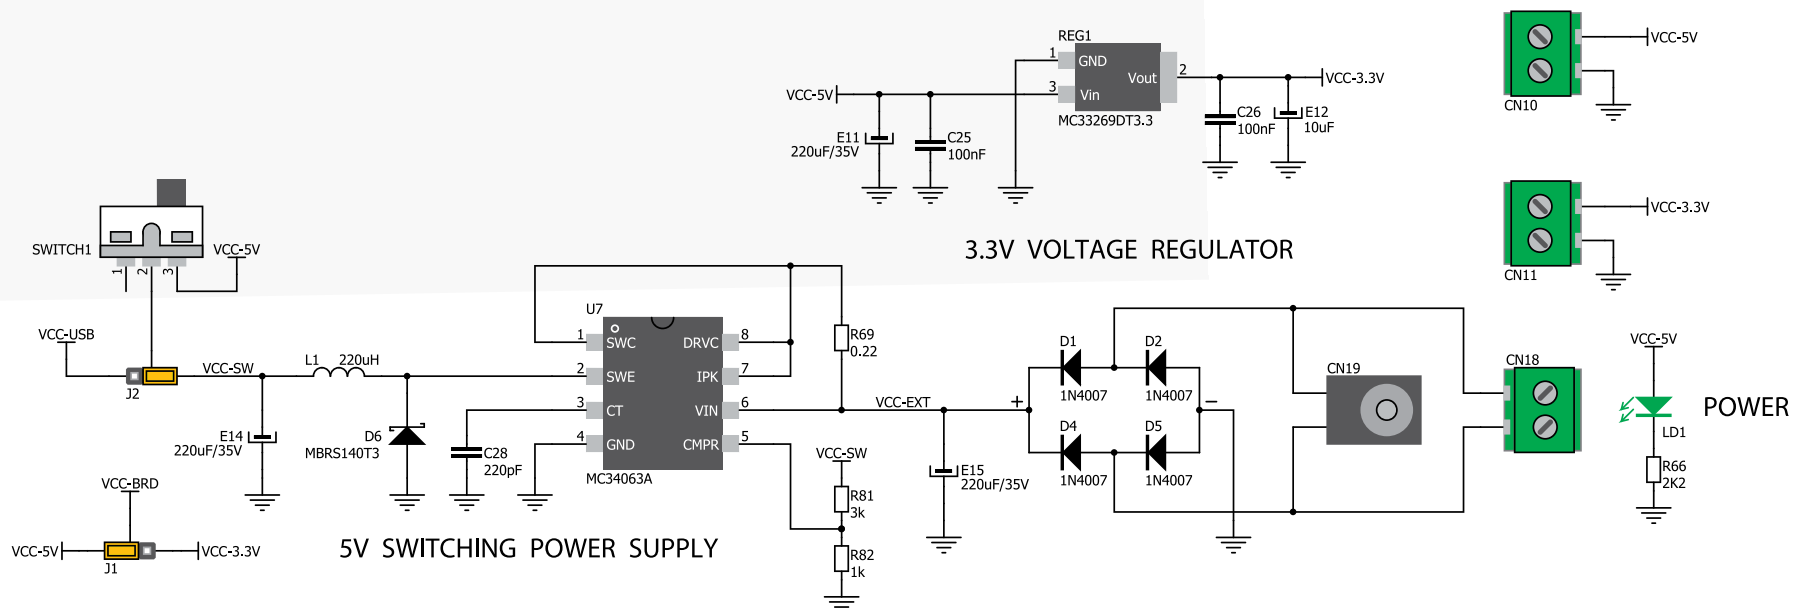 REG1
1
GND
3
Vin
Vout
2
MC33269DT3.3
VCC-5V
E11
220uF/35V
C25
100nF
C26
100nF
E12
10uF
VCC-3.3V
3.3V VOLTAGE REGULATOR
VCC-5V
CN10
VCC-3.3V
CN11
SWITCH1
1
2
3
VCC-5V
VCC-USB
J2
VCC-SW
L1
220uH
E14
220uF/35V
D6
MBRS140T3
C28
220pF
U7
1
SWC
2
SWE
3
CT
4
GND
DRVC
8
IPK
7
VIN
6
CMPR
5
MC34063A
R69
0.22
VCC-SW
R81
3k
R82
1k
VCC-EXT
E15
220uF/35V
+
-
D1
1N4007
D2
1N4007
D4
1N4007
D5
1N4007
CN19
CN18
VCC-5V
LD1
POWER
R66
2K2
VCC-BRD
VCC-5V
J1
VCC-3.3V
5V SWITCHING POWER SUPPLY